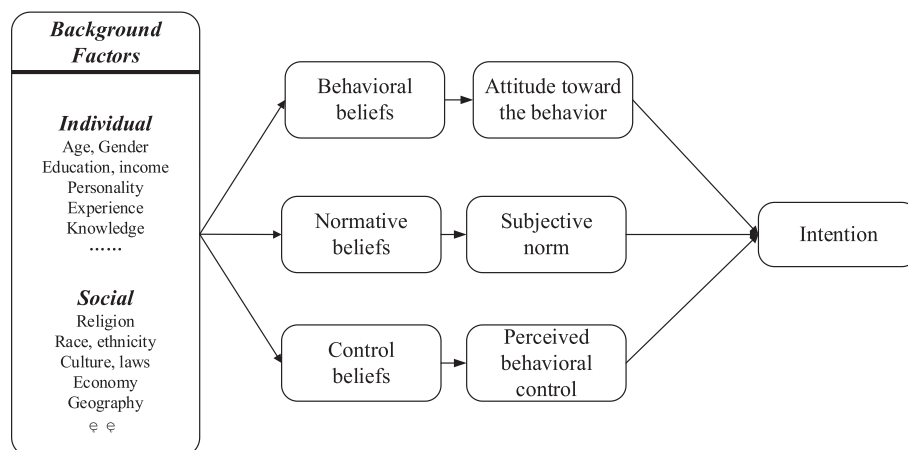 Background
Factors
Individual
Age, Gender
Education, income
Personality
Experience
Knowledge
......
Social
Religion
Race, ethnicity
Culture, laws
Economy
Geography
Behavioral
beliefs
Attitude toward
the behavior
Normative
beliefs
Subjective
norm
Control
beliefs
Perceived
behavioral
control
Intention